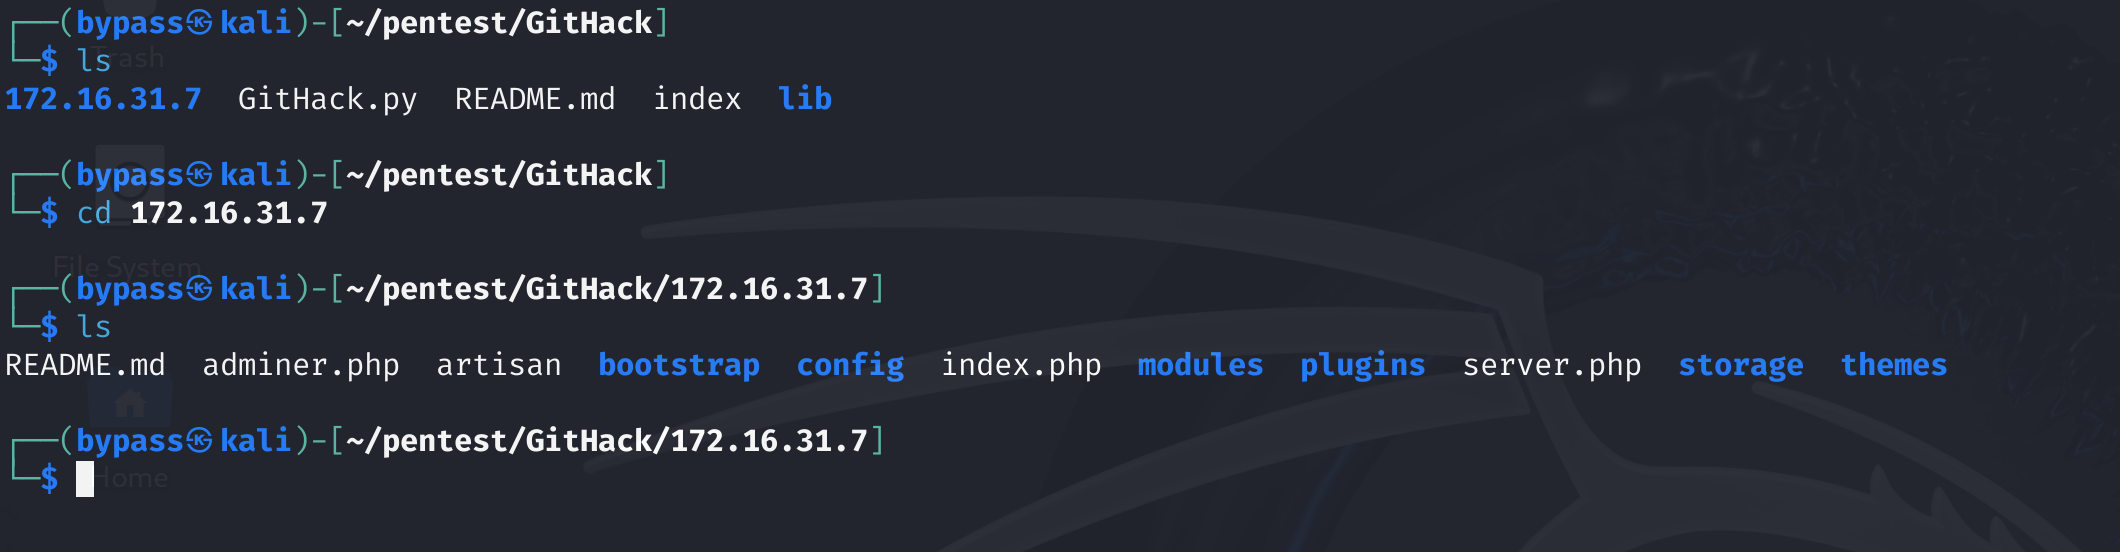 ┌──(bypass㉿kali)-[~/pentest/GitHack]
└─$ ls
Trash
172.16.31.7  GitHack.py  README.md  index  lib
┌──(bypass㉿kali)-[~/pentest/GitHack]
└─$ cd 172.16.31.7
File System
┌──(bypass㉿kali)-[~/pentest/GitHack/172.16.31.7]
└─$ ls
README.md  adminer.php  artisan  bootstrap  config  index.php  modules  plugins  server.php  storage  themes
┌──(bypass㉿kali)-[~/pentest/GitHack/172.16.31.7]
└─$
Home